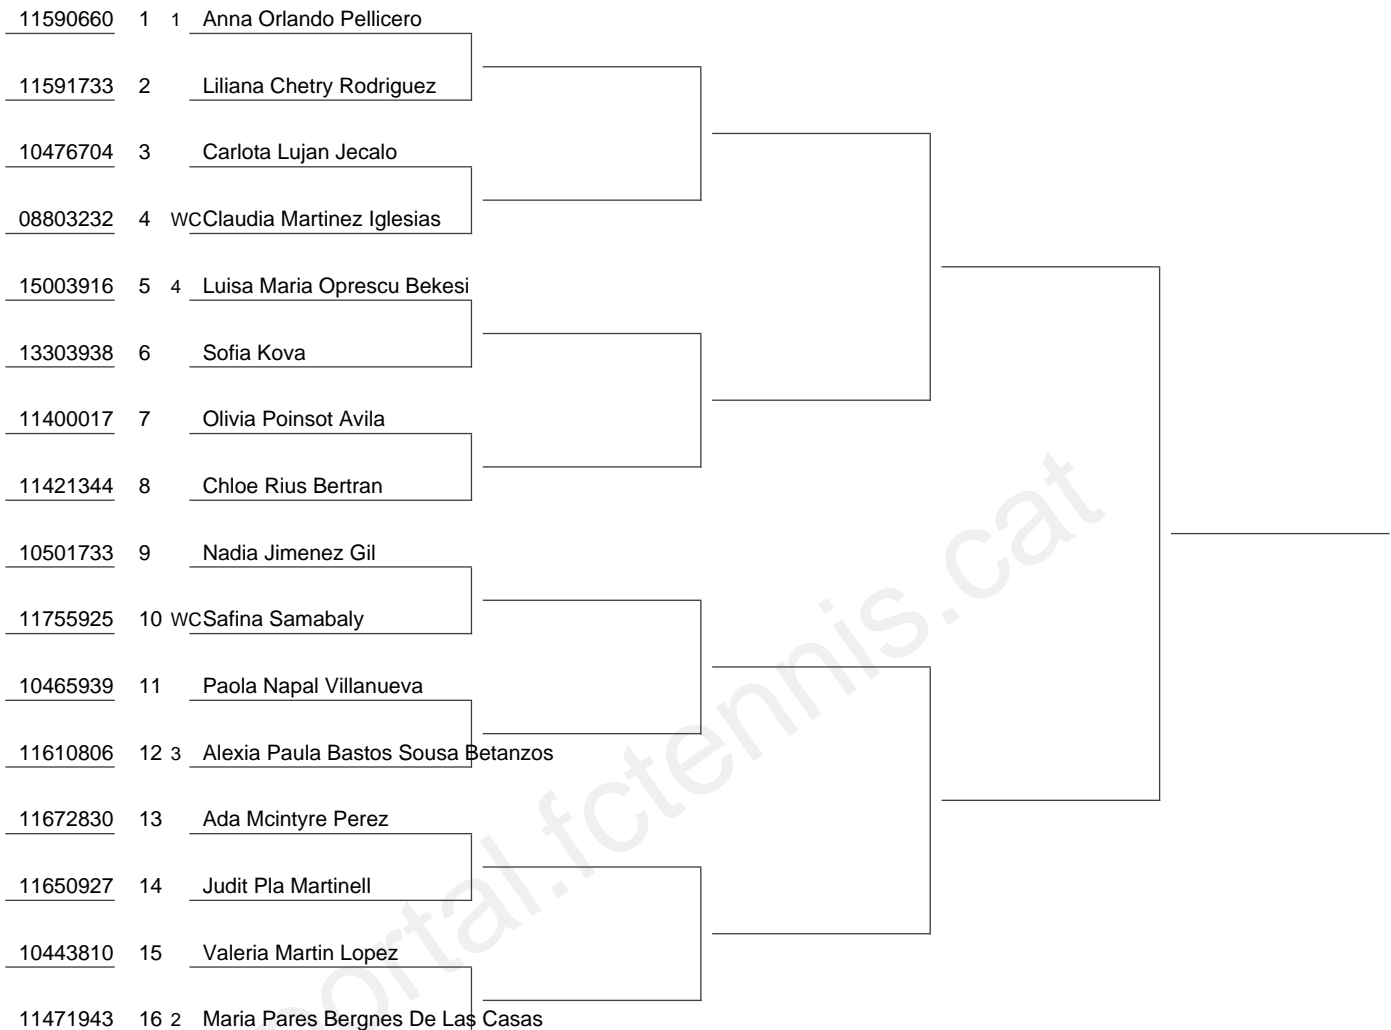 11590660 1 1 Anna Orlando Pellicero
11591733 2 Liliana Chetry Rodriguez
10476704 3 Carlota Lujan Jecalo
08803232 4 WC Claudia Martinez Iglesias
15003916 5 4 Luisa Maria Oprescu Bekesi
13303938 6 Sofia Kova
11400017 7 Olivia Poinsot Avila
11421344 8 Chloe Rius Bertran
10501733 9 Nadia Jimenez Gil
11755925 10 WC Safina Samabaly
10465939 11 Paola Napal Villanueva
11610806 12 3 Alexia Paula Bastos Sousa Betanzos
11672830 13 Ada Mcintyre Perez
11650927 14 Judit Pla Martinell
10443810 15 Valeria Martin Lopez
11471943 16 2 Maria Pares Bergnes De Las Casas
portal.fctennis.cat